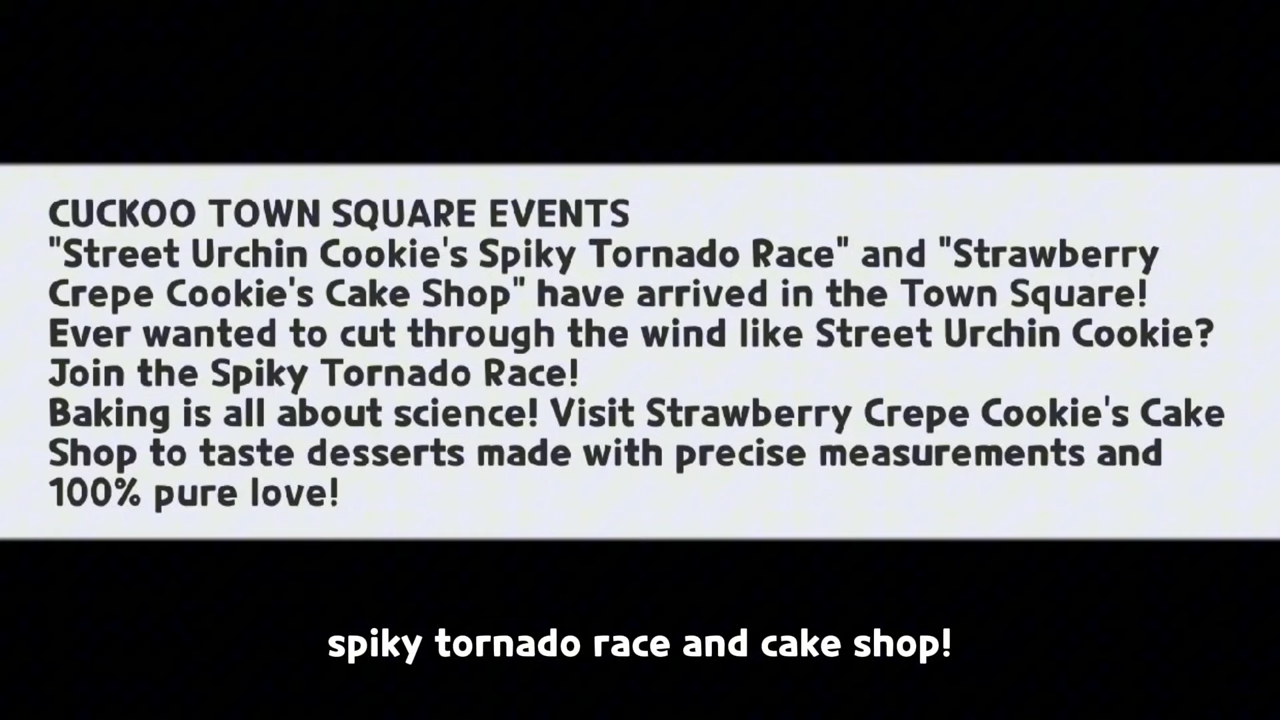 CUCKOO TOWN SQUARE EVENTS
"Street Urchin Cookie's Spiky Tornado Race" and "Strawberry
Crepe Cookie's Cake Shop" have arrived in the Town Square!
Ever wanted to cut through the wind like Street Urchin Cookie?
Join the Spiky Tornado Race!
Baking is all about science! Visit Strawberry Crepe Cookie's Cake
Shop to taste desserts made with precise measurements and
100% pure love!
spiky tornado race and cake shop!